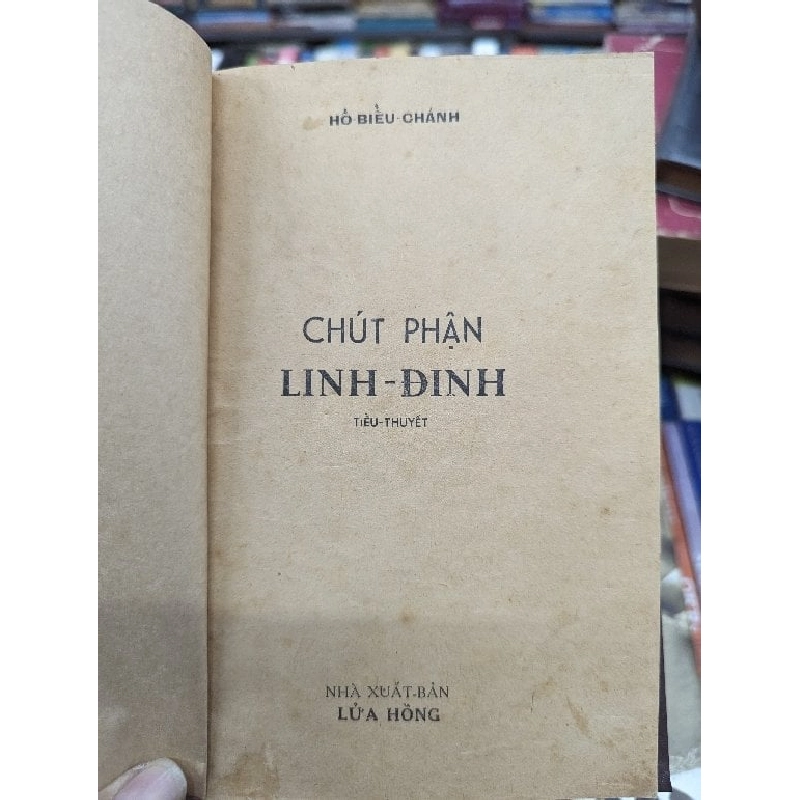 HỒ-BIỂU-CHÁNH
CHÚT PHẬN
LINH-ĐINH
TIỂU-THUYẾT
NHÀ XUẤT-BẢN
LỬA HỒNG